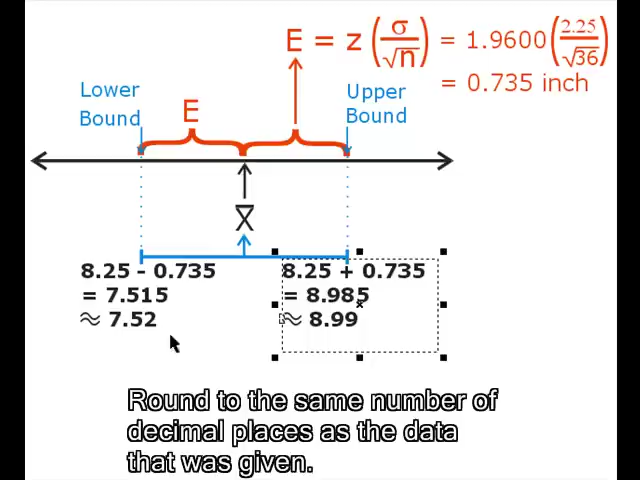 E = z (σ/√n) = 1.9600 (2.25/√36)
= 0.735 inch
Lower
Bound
E
Upper
Bound
X̅
8.25 - 0.735
= 7.515
≈ 7.52
8.25 + 0.735
= 8.985
≈ 8.99
Round to the same number of
decimal places as the data
that was given.